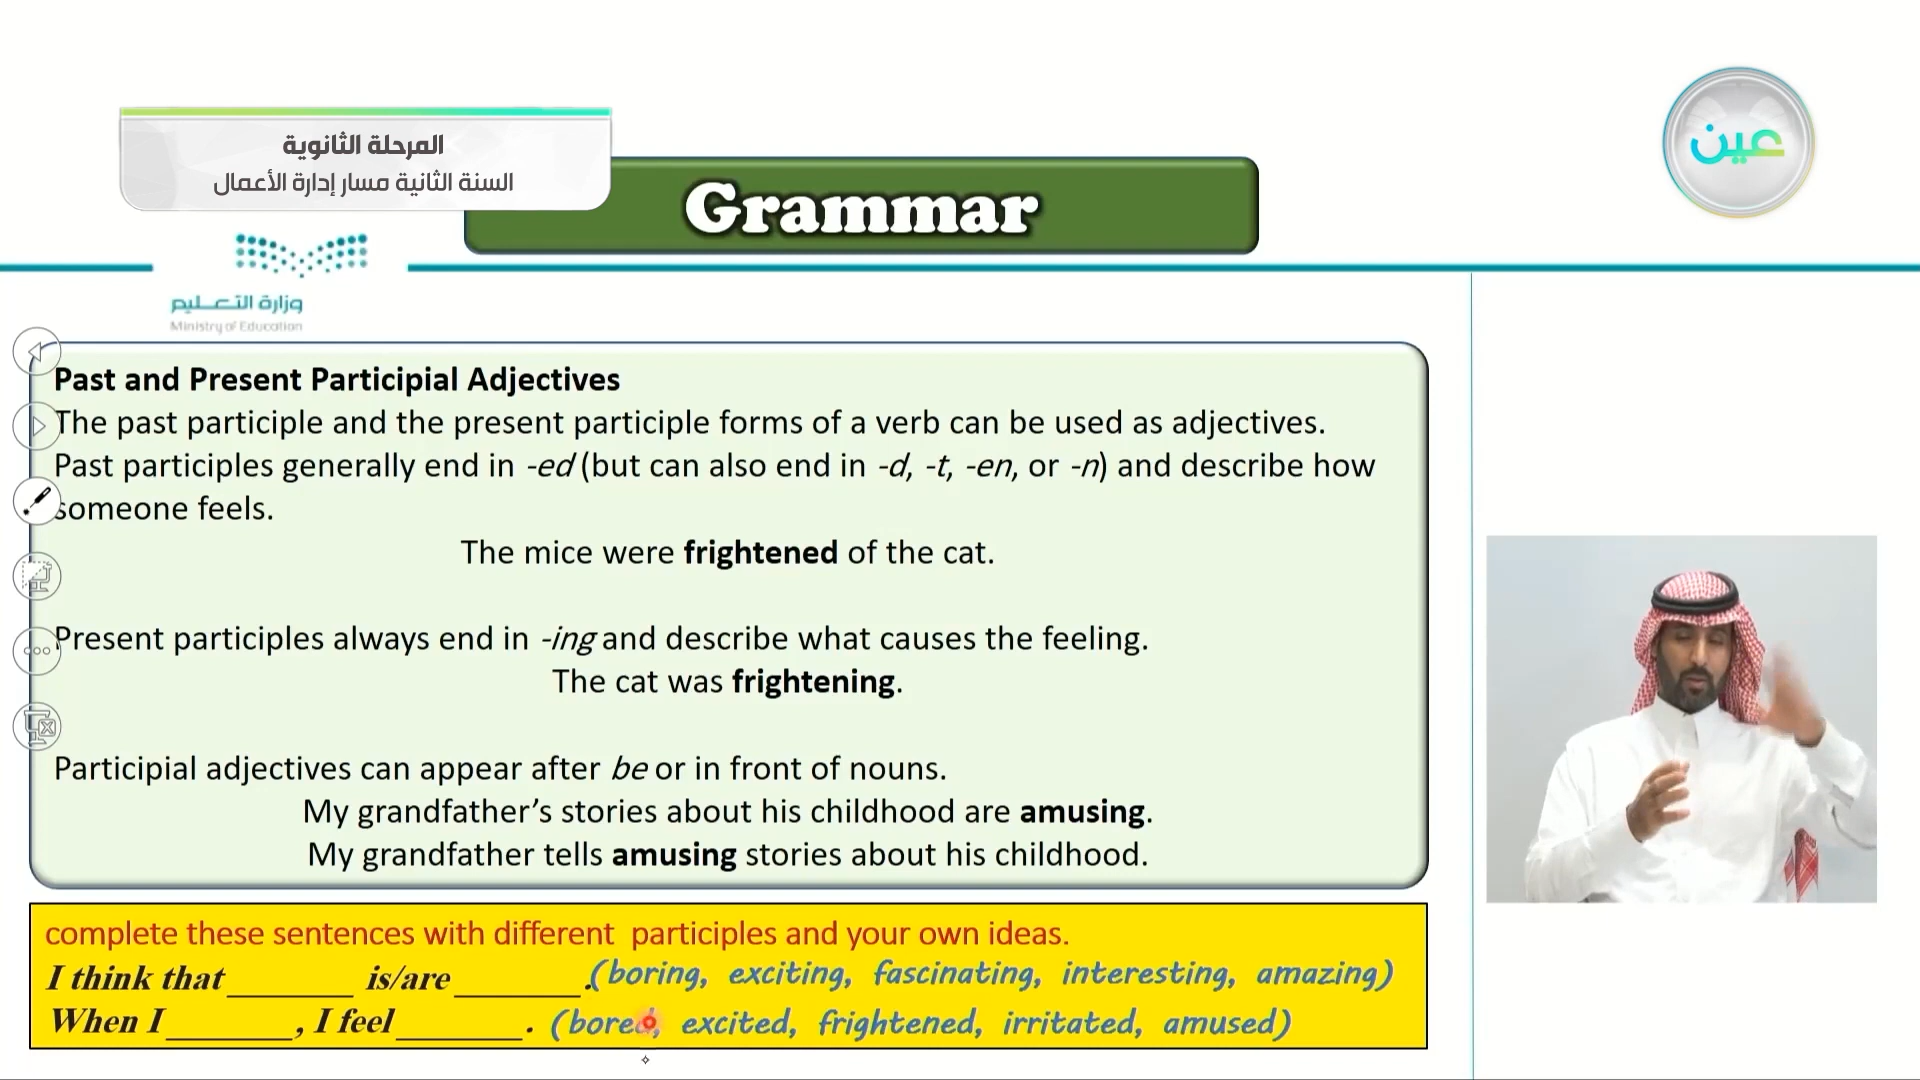 المرحلة الثانوية
السنة الثانية مسار إدارة الأعمال
عين
Grammar
وزارة التعليم
Ministry of Education
Past and Present Participial Adjectives
The past participle and the present participle forms of a verb can be used as adjectives.
Past participles generally end in -ed (but can also end in -d, -t, -en, or -n) and describe how
someone feels.
The mice were frightened of the cat.
Present participles always end in -ing and describe what causes the feeling.
The cat was frightening.
Participial adjectives can appear after be or in front of nouns.
My grandfather's stories about his childhood are amusing.
My grandfather tells amusing stories about his childhood.
complete these sentences with different participles and your own ideas.
I think that _______ is/are _______. (boring, exciting, fascinating, interesting, amazing)
When I _______, I feel _______. (bored, excited, frightened, irritated, amused)